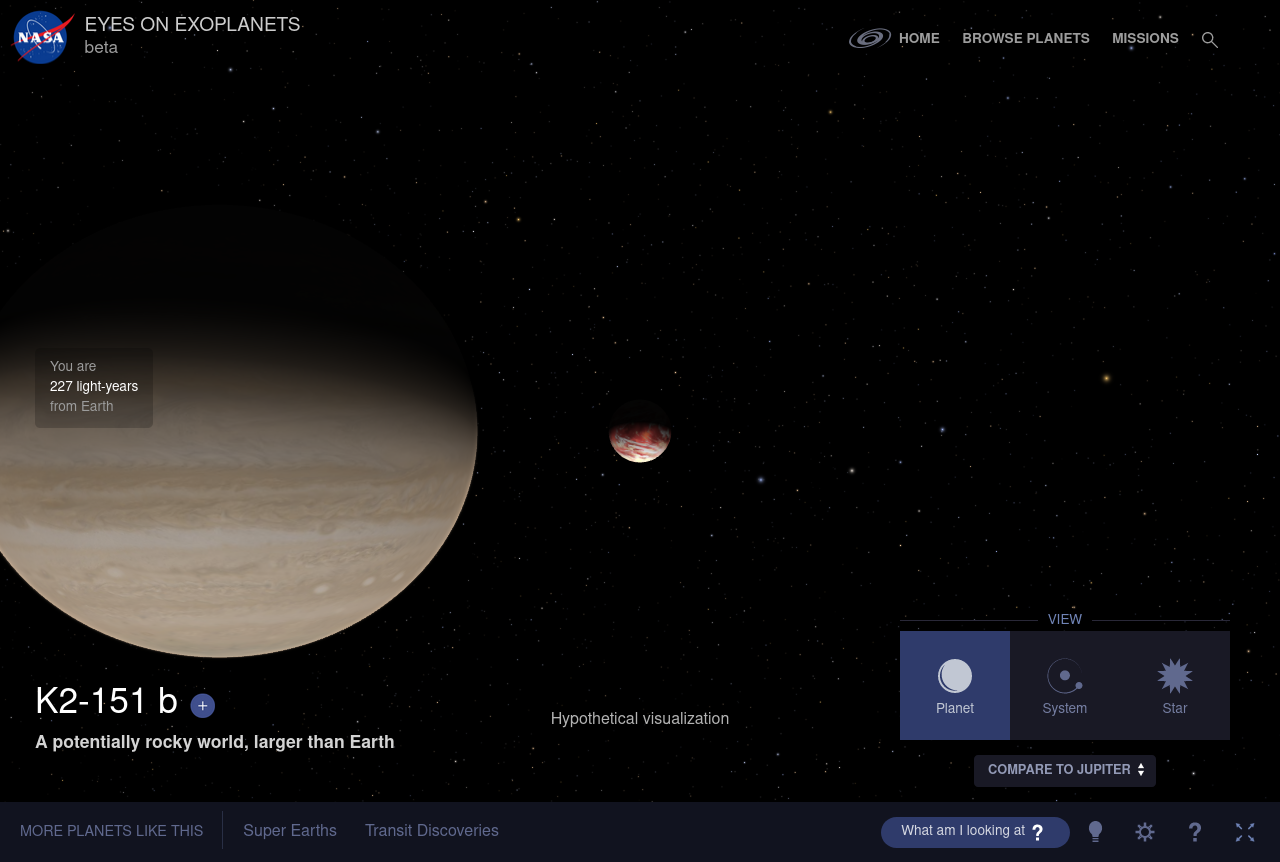 NASA
EYES ON EXOPLANETS
beta
HOME
BROWSE PLANETS
MISSIONS
You are
227 light-years
from Earth
VIEW
Planet
System
Star
K2-151 b +
A potentially rocky world, larger than Earth
Hypothetical visualization
COMPARE TO JUPITER
MORE PLANETS LIKE THIS
Super Earths
Transit Discoveries
What am I looking at ?
?